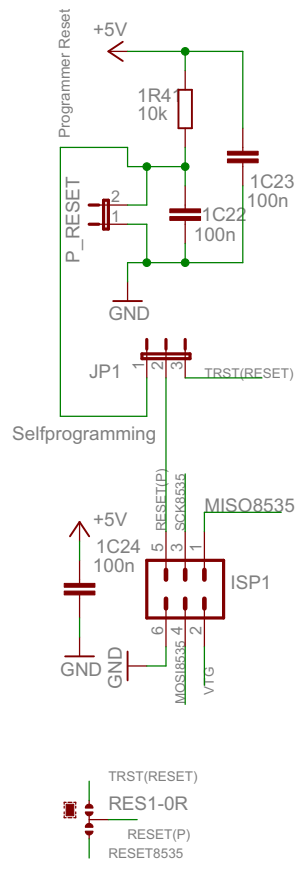 +5V
Programmer Reset
1R41
10k
1C23
100n
P_RESET
2
1
1C22
100n
GND
JP1
1
2
3
TRST(RESET)
Selfprogramming
RESET(P)
SCK8535
MISO8535
+5V
1C24
100n
5
3
1
ISP1
6
4
2
GND
GND
MOSI8535
VTG
TRST(RESET)
RES1-0R
RESET(P)
RESET8535